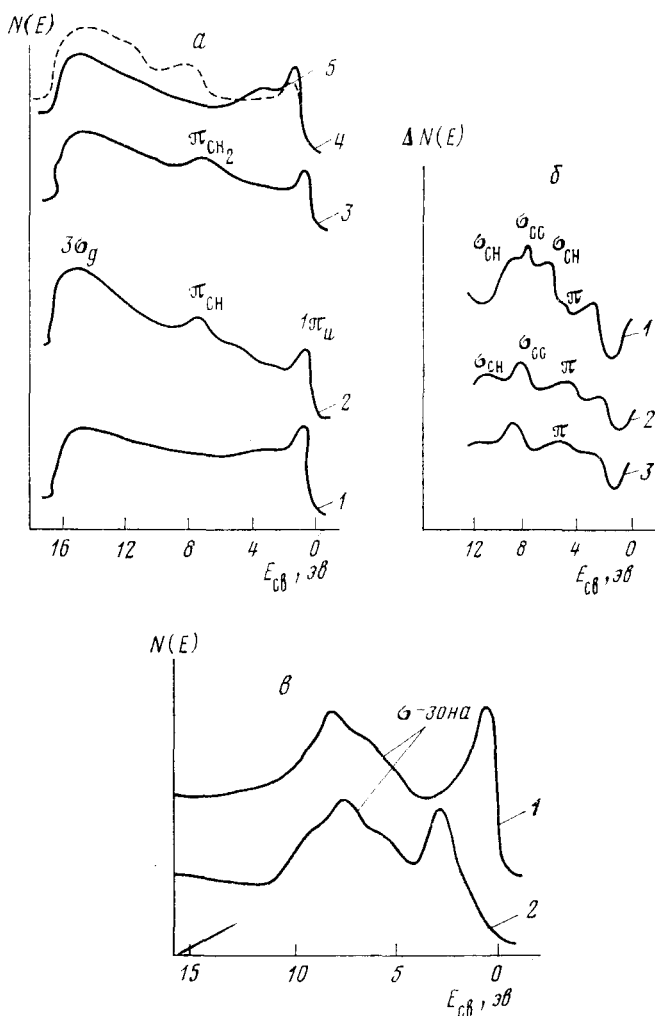 N(E)
а
5
4
π_CH₂
3
3σ_g
π_CH
1π_u
2
1
16 12 8 4 0
E_св, эв
ΔN(E)
б
σ_CH σ_CC σ_CH
π
1
σ_CH σ_CC π
2
π
3
12 8 4 0
E_св, эв
N(E)
в
σ-зона
1
2
15 10 5 0
E_св, эв